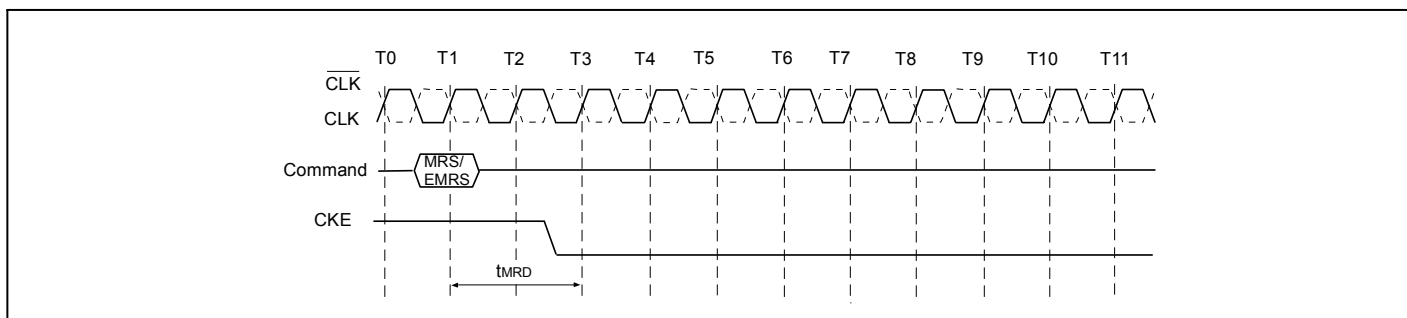 T0 T1 T2 T3 T4 T5 T6 T7 T8 T9 T10 T11
CLK
CLK
Command
MRS/
EMRS
CKE
tMRD